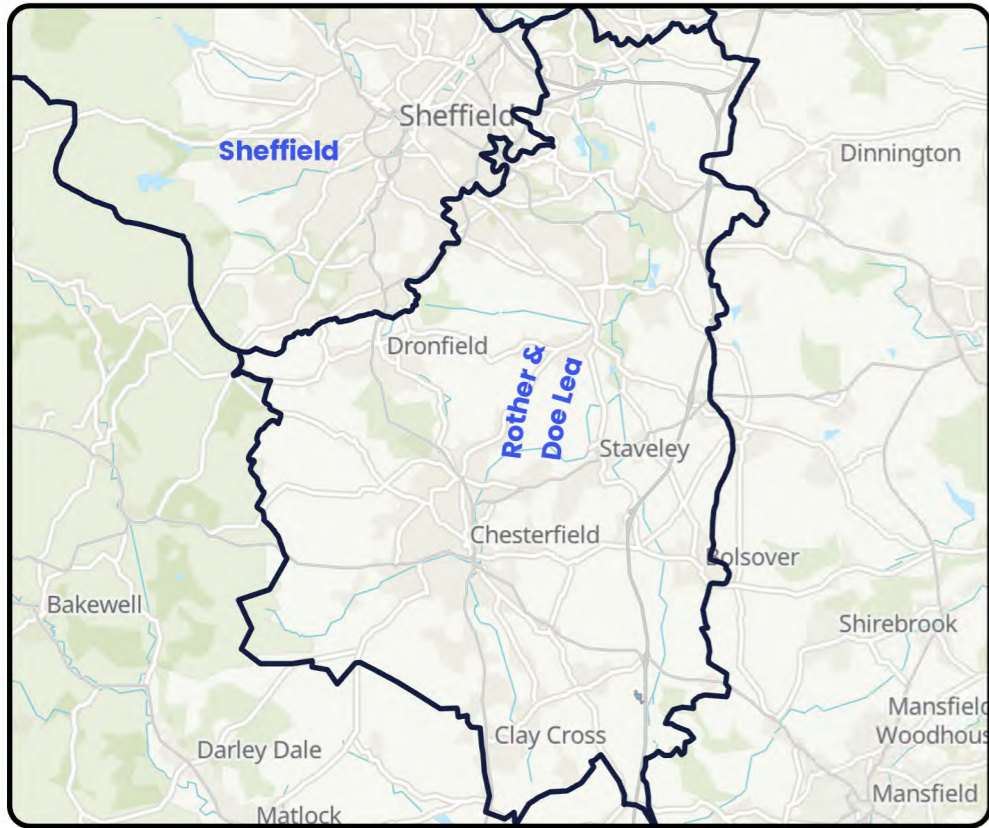 Sheffield
Sheffield
Dinnington
Dronfield
Rother &
Doe Lea
Staveley
Chesterfield
Bolsover
Bakewell
Shirebrook
Mansfield
Woodhous
Clay Cross
Darley Dale
Mansfield
Matlock